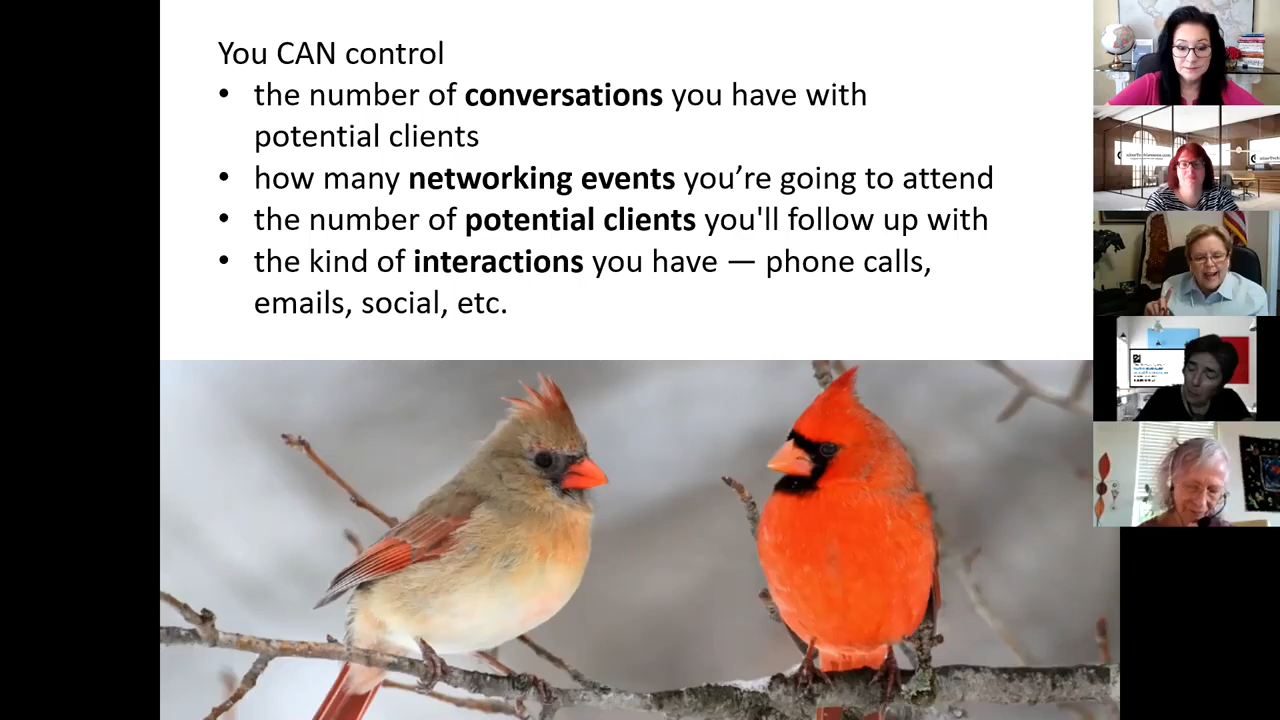 You CAN control
• the number of conversations you have with
potential clients
• how many networking events you’re going to attend
• the number of potential clients you'll follow up with
• the kind of interactions you have — phone calls,
emails, social, etc.